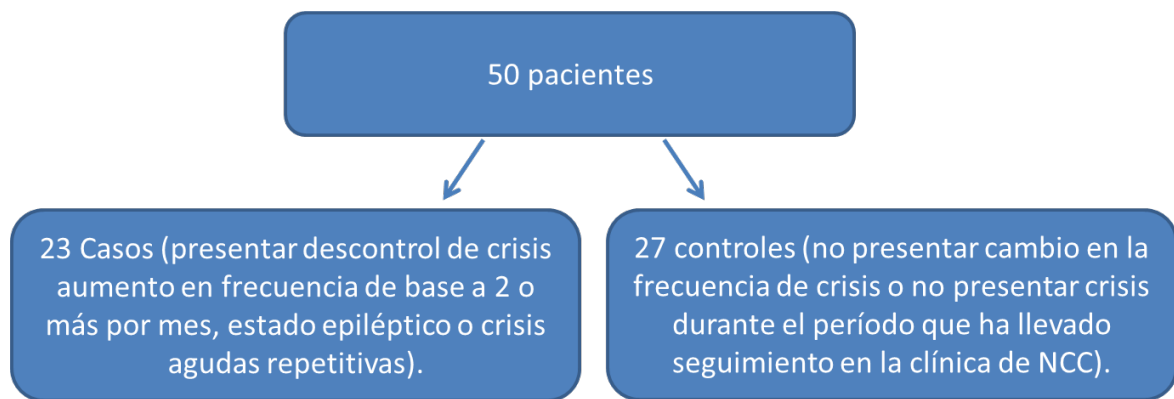 50 pacientes
23 Casos (presentar descontrol de crisis
aumento en frecuencia de base a 2 o
más por mes, estado epiléptico o crisis
agudas repetitivas).
27 controles (no presentar cambio en la
frecuencia de crisis o no presentar crisis
durante el período que ha llevado
seguimiento en la clínica de NCC).